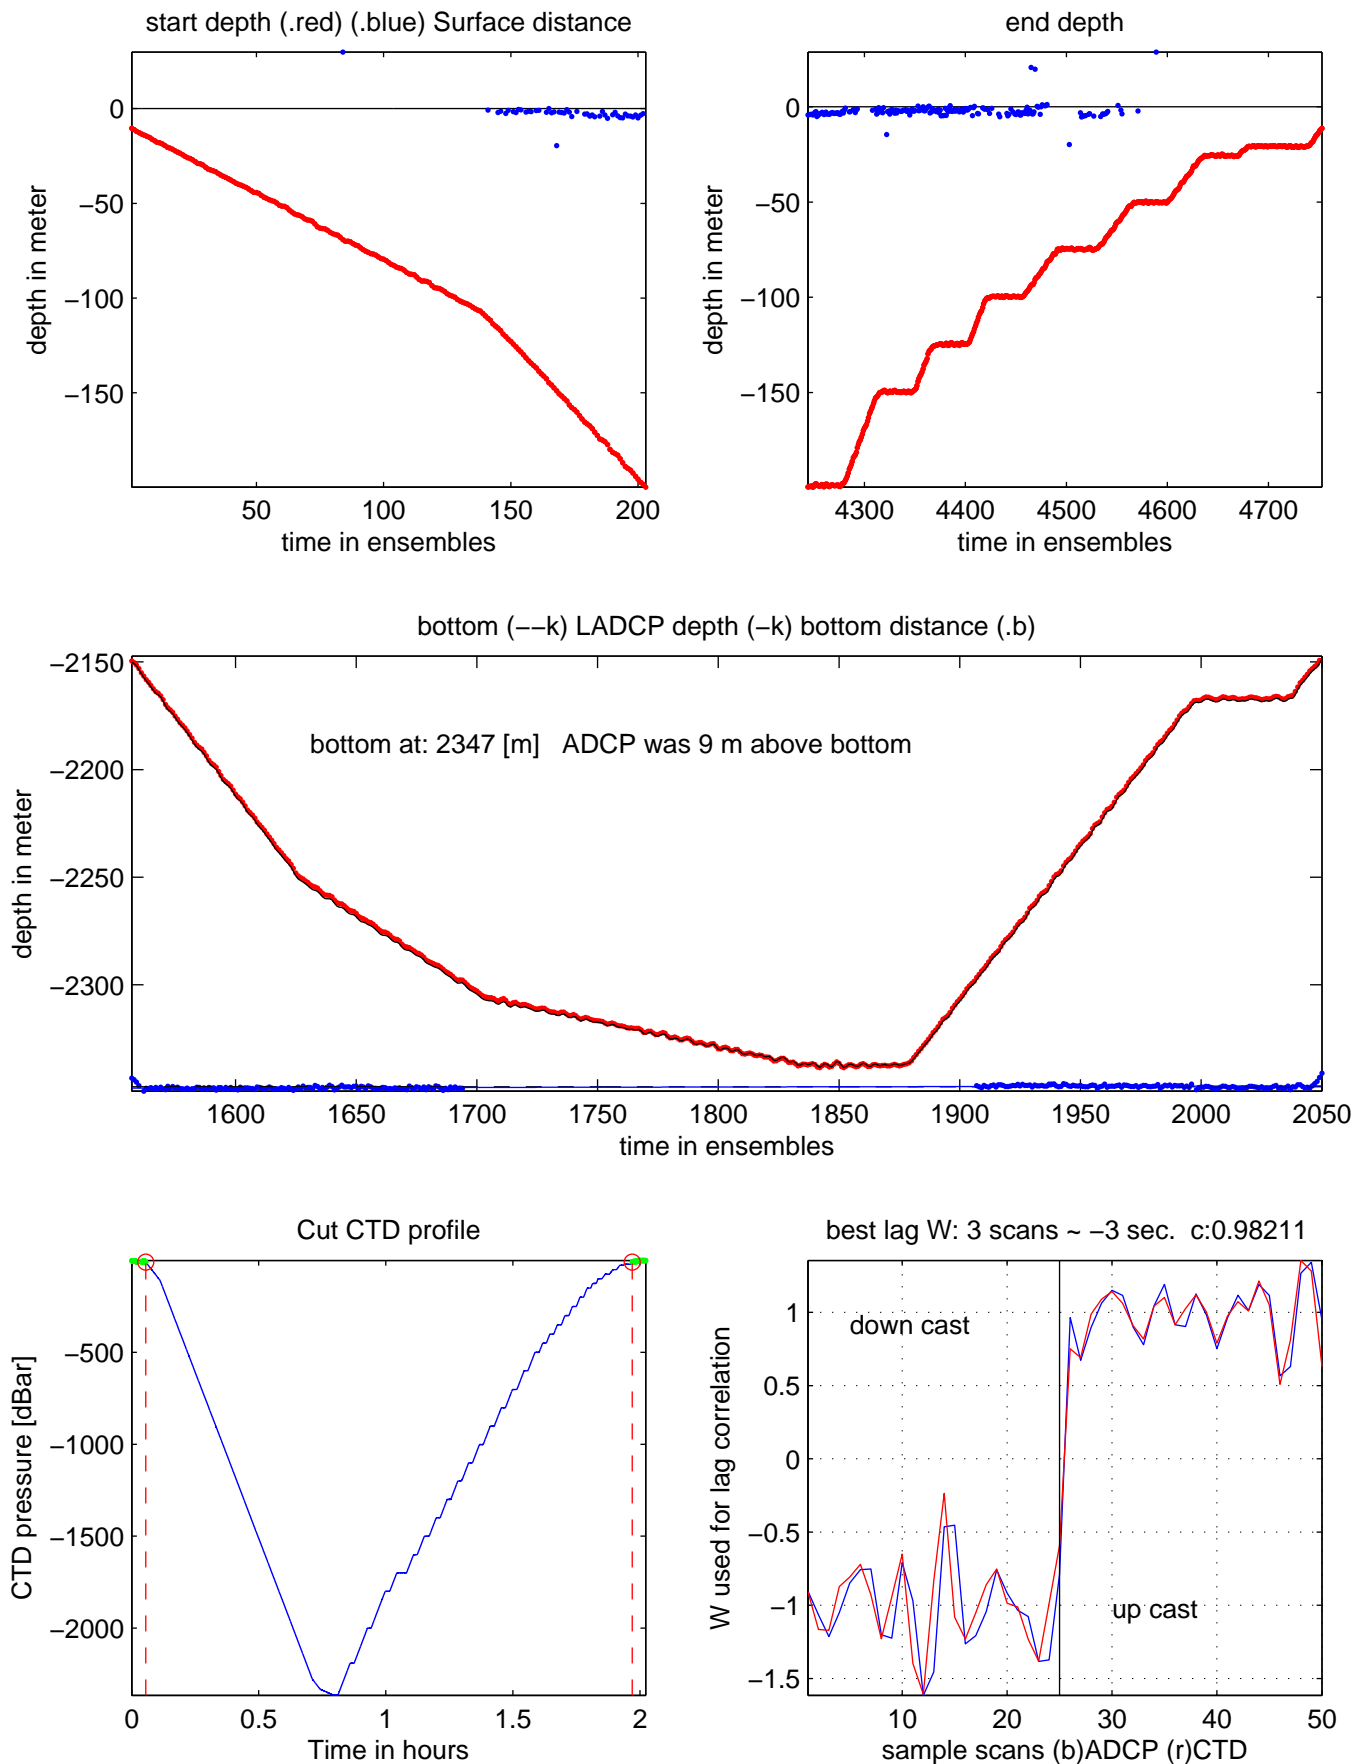 start depth (.red) (.blue) Surface distance
0
−50
−100
−150
depth in meter
50
100
150
200
time in ensembles
end depth
0
−50
−100
−150
depth in meter
4300
4400
4500
4600
4700
time in ensembles
bottom (−−k) LADCP depth (−k) bottom distance (.b)
−2150
−2200
−2250
−2300
depth in meter
bottom at: 2347 [m]   ADCP was 9 m above bottom
1600
1650
1700
1750
1800
1850
1900
1950
2000
2050
time in ensembles
Cut CTD profile
−500
−1000
−1500
−2000
CTD pressure [dBar]
0
0.5
1
1.5
2
Time in hours
best lag W: 3 scans ~ −3 sec.  c:0.98211
1
0.5
0
−0.5
−1
−1.5
W used for lag correlation
down cast
up cast
10
20
30
40
50
sample scans (b)ADCP (r)CTD